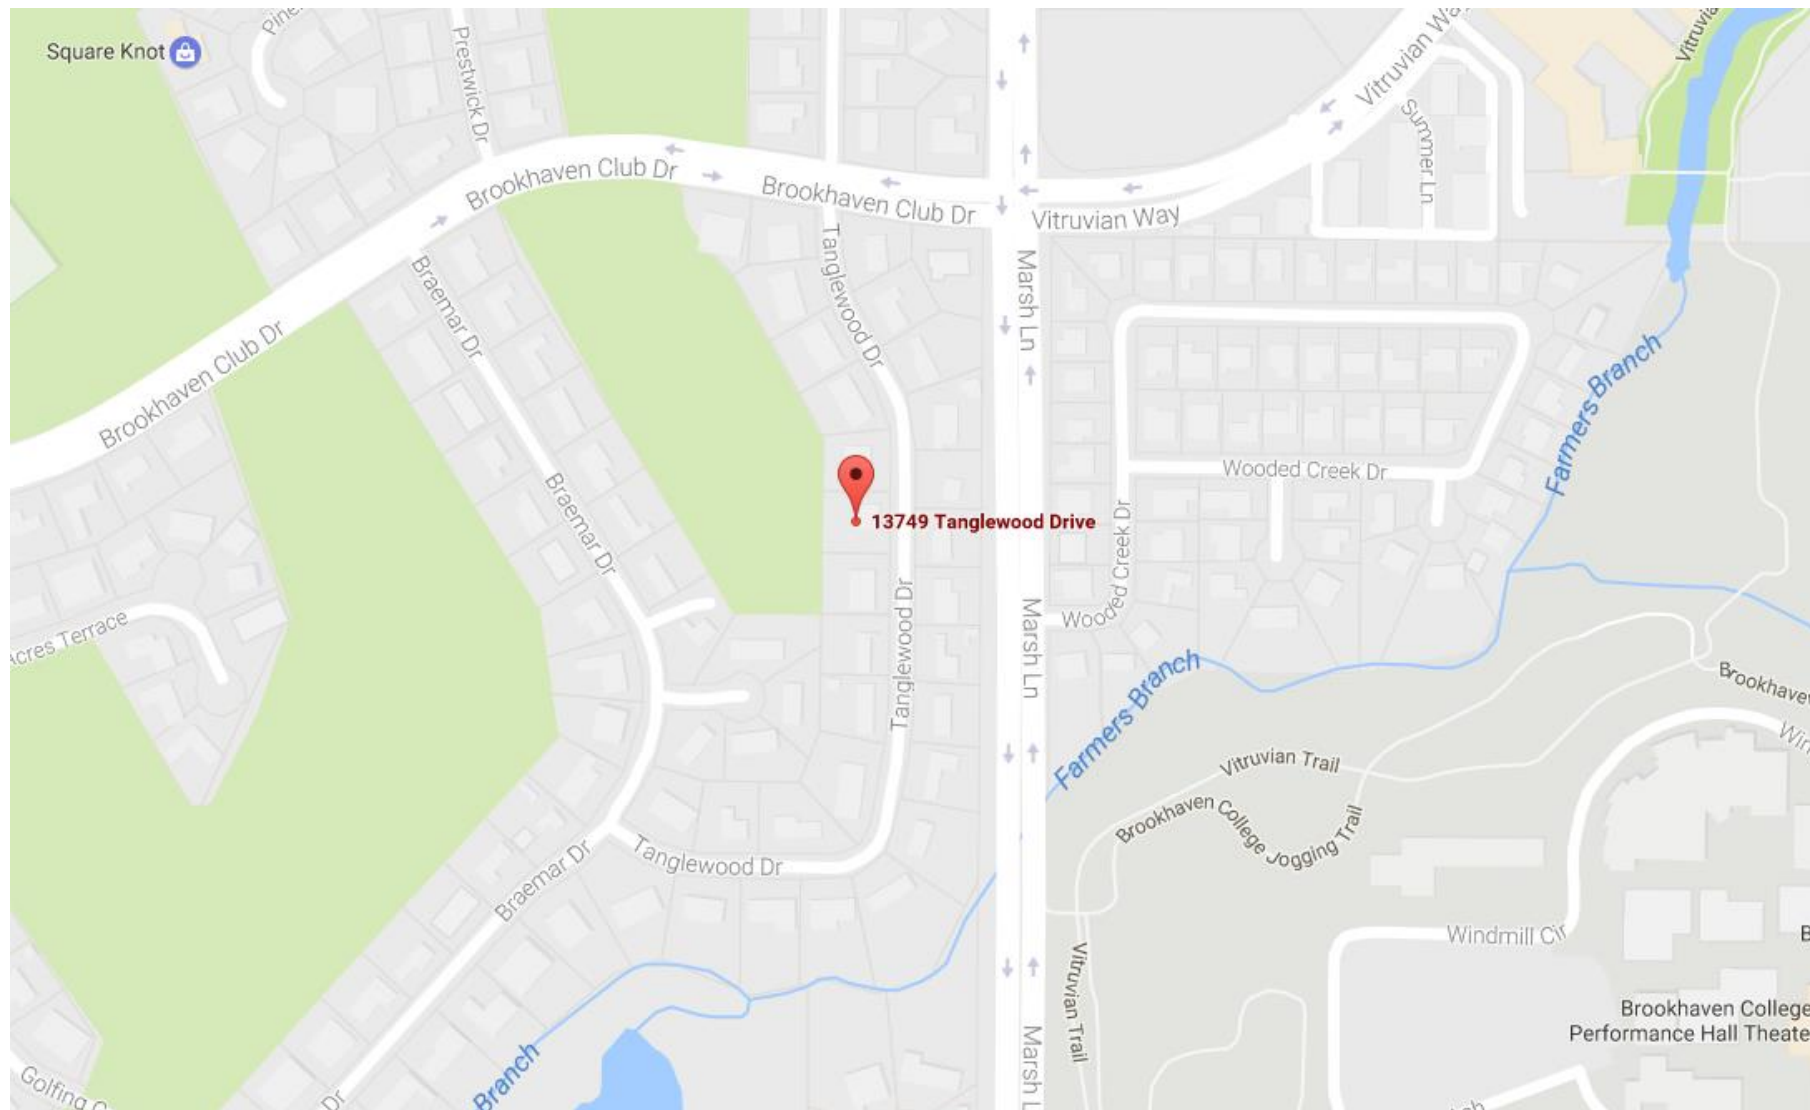 Square Knot
Prestwick Dr
Vitruvian Way
Summer Ln
Brookhaven Club Dr
Brookhaven Club Dr
Vitruvian Way
Tanglewood Dr
Braemar Dr
Marsh Ln
Brookhaven Club Dr
Farmers Branch
Wooded Creek Dr
Braemar Dr
13749 Tanglewood Drive
Wooded Creek Dr
Tanglewood Dr
Marsh Ln
Acres Terrace
Farmers Branch
Vitruvian Trail
Brookhaven College Jogging Trail
Tanglewood Dr
Braemar Dr
Windmill Cir
Vitruvian Trail
Brookhaven College
Performance Hall Theate
Marsh L
Branch
Golfing
Dr